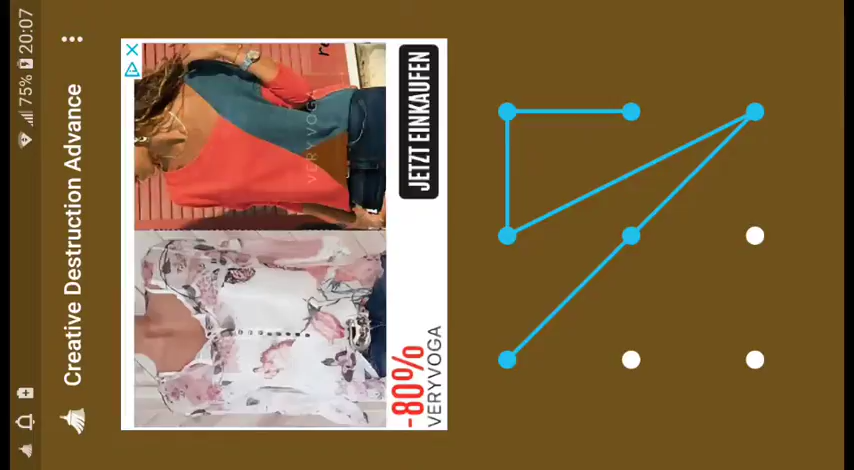 75% 20:07
Creative Destruction Advance
VERYVOGA
JETZT EINKAUFEN
-80%
VERYVOGA